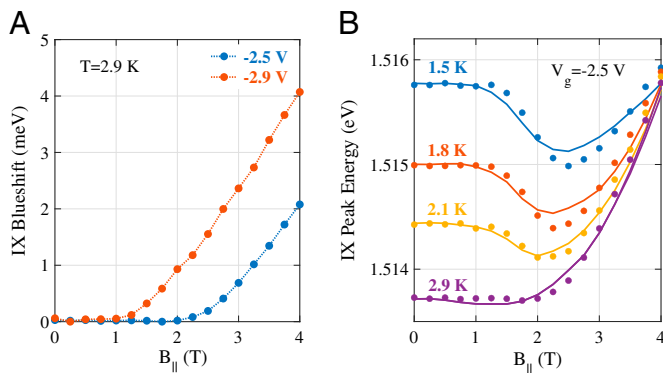 A
IX Blueshift (meV)
5
4
3
2
1
0
T=2.9 K
-2.5 V
-2.9 V
0
1
2
3
4
B|| (T)
B
IX Peak Energy (eV)
1.516
1.515
1.514
1.5 K
Vg=-2.5 V
1.8 K
2.1 K
2.9 K
0
1
2
3
4
B|| (T)